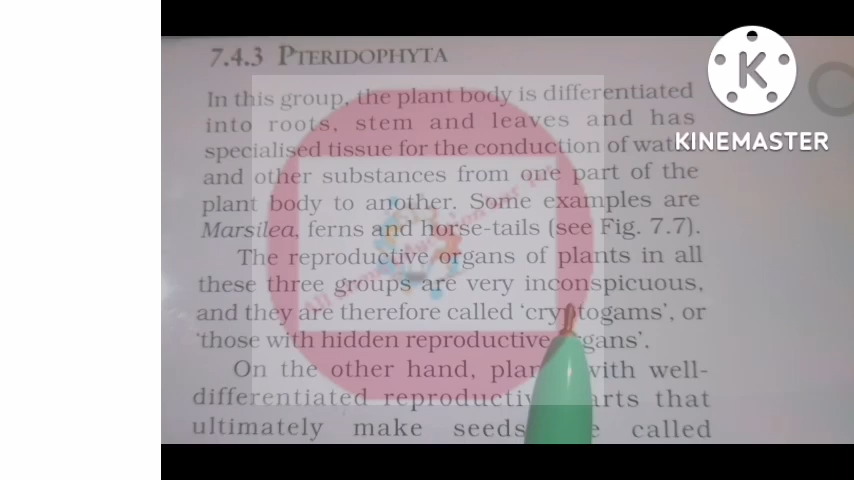 7.4.3 PTERIDOPHYTA
KINEMASTER
In this group, the plant body is differentiated
into roots, stem and leaves and has
specialised tissue for the conduction of
and other substances from one part of the
plant body to another. Some examples are
Marsilea, ferns and horse-tails (see Fig. 7.7).
The reproductive organs of plants in all
these three groups are very inconspicuous,
and they are therefore called ‘cryptogams’, or
‘those with hidden reproductive organs’.
On the other hand, with well-
differentiated reproductive that
ultimately make seeds called